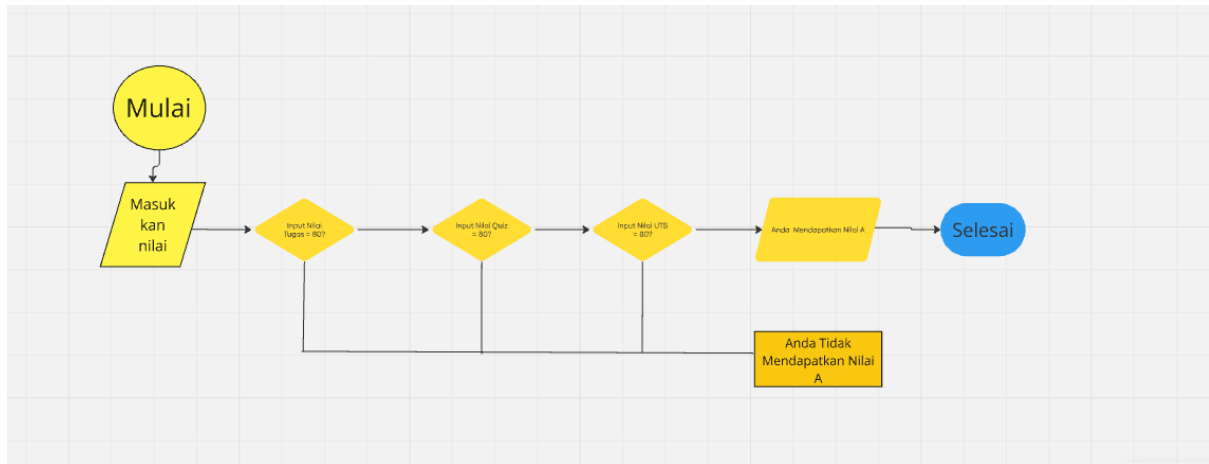 Mulai
Masuk
kan
nilai
Input Nilai
Tugas = 80?
Input Nilai Quiz
= 80?
Input Nilai UTS
= 80?
Anda Mendapatkan Nilai A
Selesai
Anda Tidak
Mendapatkan Nilai
A